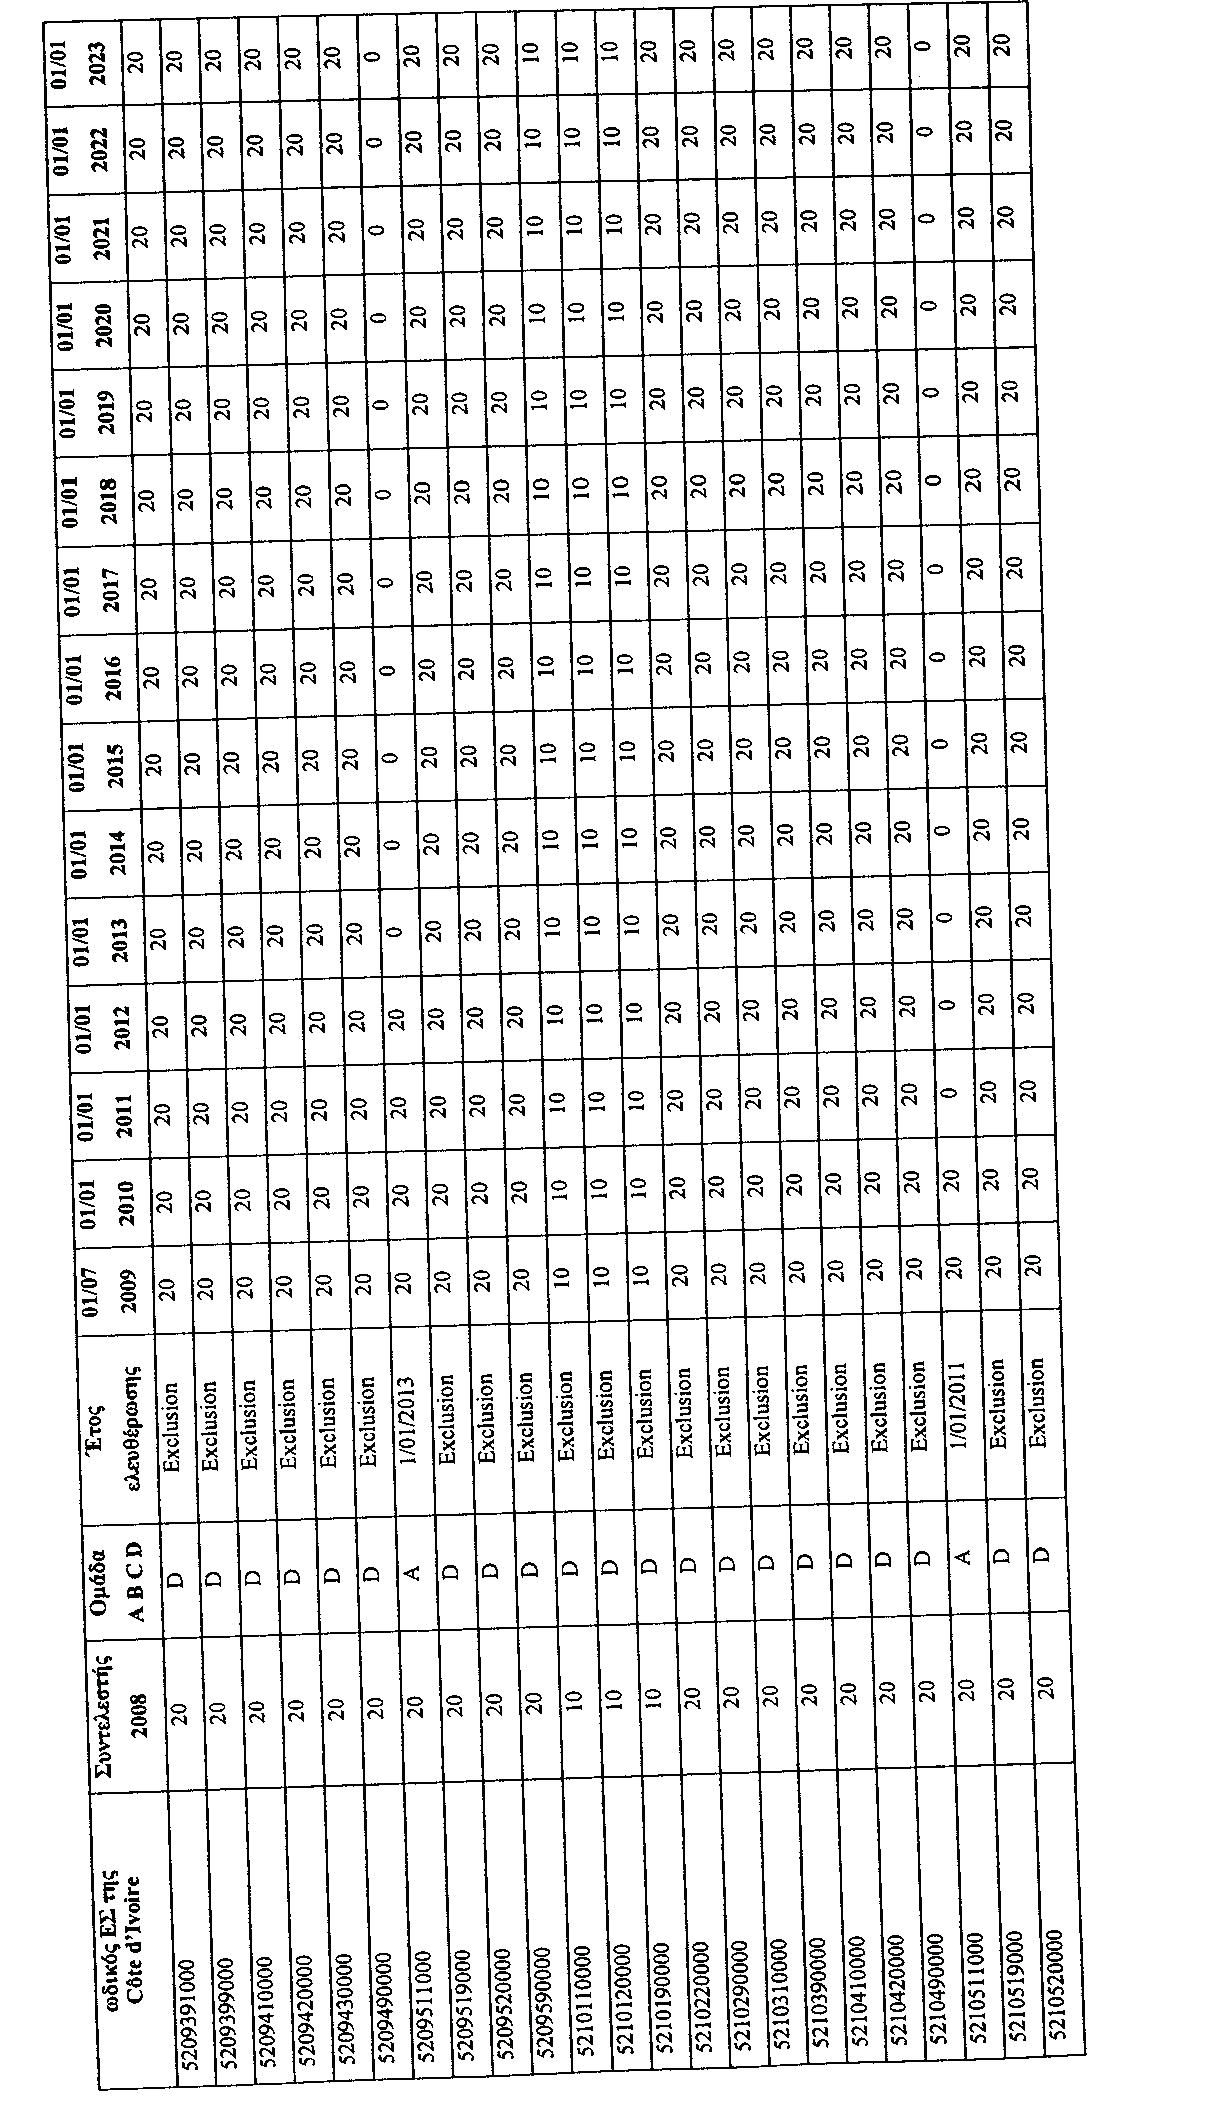 ωδικός ΕΣ της Côte d'Ivoire Συντελεστής 2008 Ομάδα A B C D Έτος ελευθέρωσης 01/07 2009 01/01 2010 01/01 2011 01/01 2012 01/01 2013 01/01 2014 01/01 2015 01/01 2016 01/01 2017 01/01 2018 01/01 2019 01/01 2020 01/01 2021 01/01 2022 01/01 2023
5209391000 20 D Exclusion 20 20 20 20 20 20 20 20 20 20 20 20 20 20 20
5209399000 20 D Exclusion 20 20 20 20 20 20 20 20 20 20 20 20 20 20 20
5209410000 20 D Exclusion 20 20 20 20 20 20 20 20 20 20 20 20 20 20 20
5209420000 20 D Exclusion 20 20 20 20 20 20 20 20 20 20 20 20 20 20 20
5209430000 20 D Exclusion 20 20 20 20 20 20 20 20 20 20 20 20 20 20 20
5209490000 20 D Exclusion 20 20 20 20 20 20 20 20 20 20 20 20 20 20 20
5209511000 20 A 1/01/2013 20 20 20 20 0 0 0 0 0 0 0 0 0 0 0
5209519000 20 D Exclusion 20 20 20 20 20 20 20 20 20 20 20 20 20 20 20
5209520000 20 D Exclusion 20 20 20 20 20 20 20 20 20 20 20 20 20 20 20
5209590000 20 D Exclusion 20 20 20 20 20 20 20 20 20 20 20 20 20 20 20
5210110000 10 D Exclusion 10 10 10 10 10 10 10 10 10 10 10 10 10 10 10
5210120000 10 D Exclusion 10 10 10 10 10 10 10 10 10 10 10 10 10 10 10
5210190000 10 D Exclusion 10 10 10 10 10 10 10 10 10 10 10 10 10 10 10
5210220000 20 D Exclusion 20 20 20 20 20 20 20 20 20 20 20 20 20 20 20
5210290000 20 D Exclusion 20 20 20 20 20 20 20 20 20 20 20 20 20 20 20
5210310000 20 D Exclusion 20 20 20 20 20 20 20 20 20 20 20 20 20 20 20
5210390000 20 D Exclusion 20 20 20 20 20 20 20 20 20 20 20 20 20 20 20
5210410000 20 D Exclusion 20 20 20 20 20 20 20 20 20 20 20 20 20 20 20
5210420000 20 D Exclusion 20 20 20 20 20 20 20 20 20 20 20 20 20 20 20
5210490000 20 D Exclusion 20 20 20 20 20 20 20 20 20 20 20 20 20 20 20
5210511000 20 A 1/01/2011 20 20 0 0 0 0 0 0 0 0 0 0 0 0 0
5210519000 20 D Exclusion 20 20 20 20 20 20 20 20 20 20 20 20 20 20 20
5210520000 20 D Exclusion 20 20 20 20 20 20 20 20 20 20 20 20 20 20 20